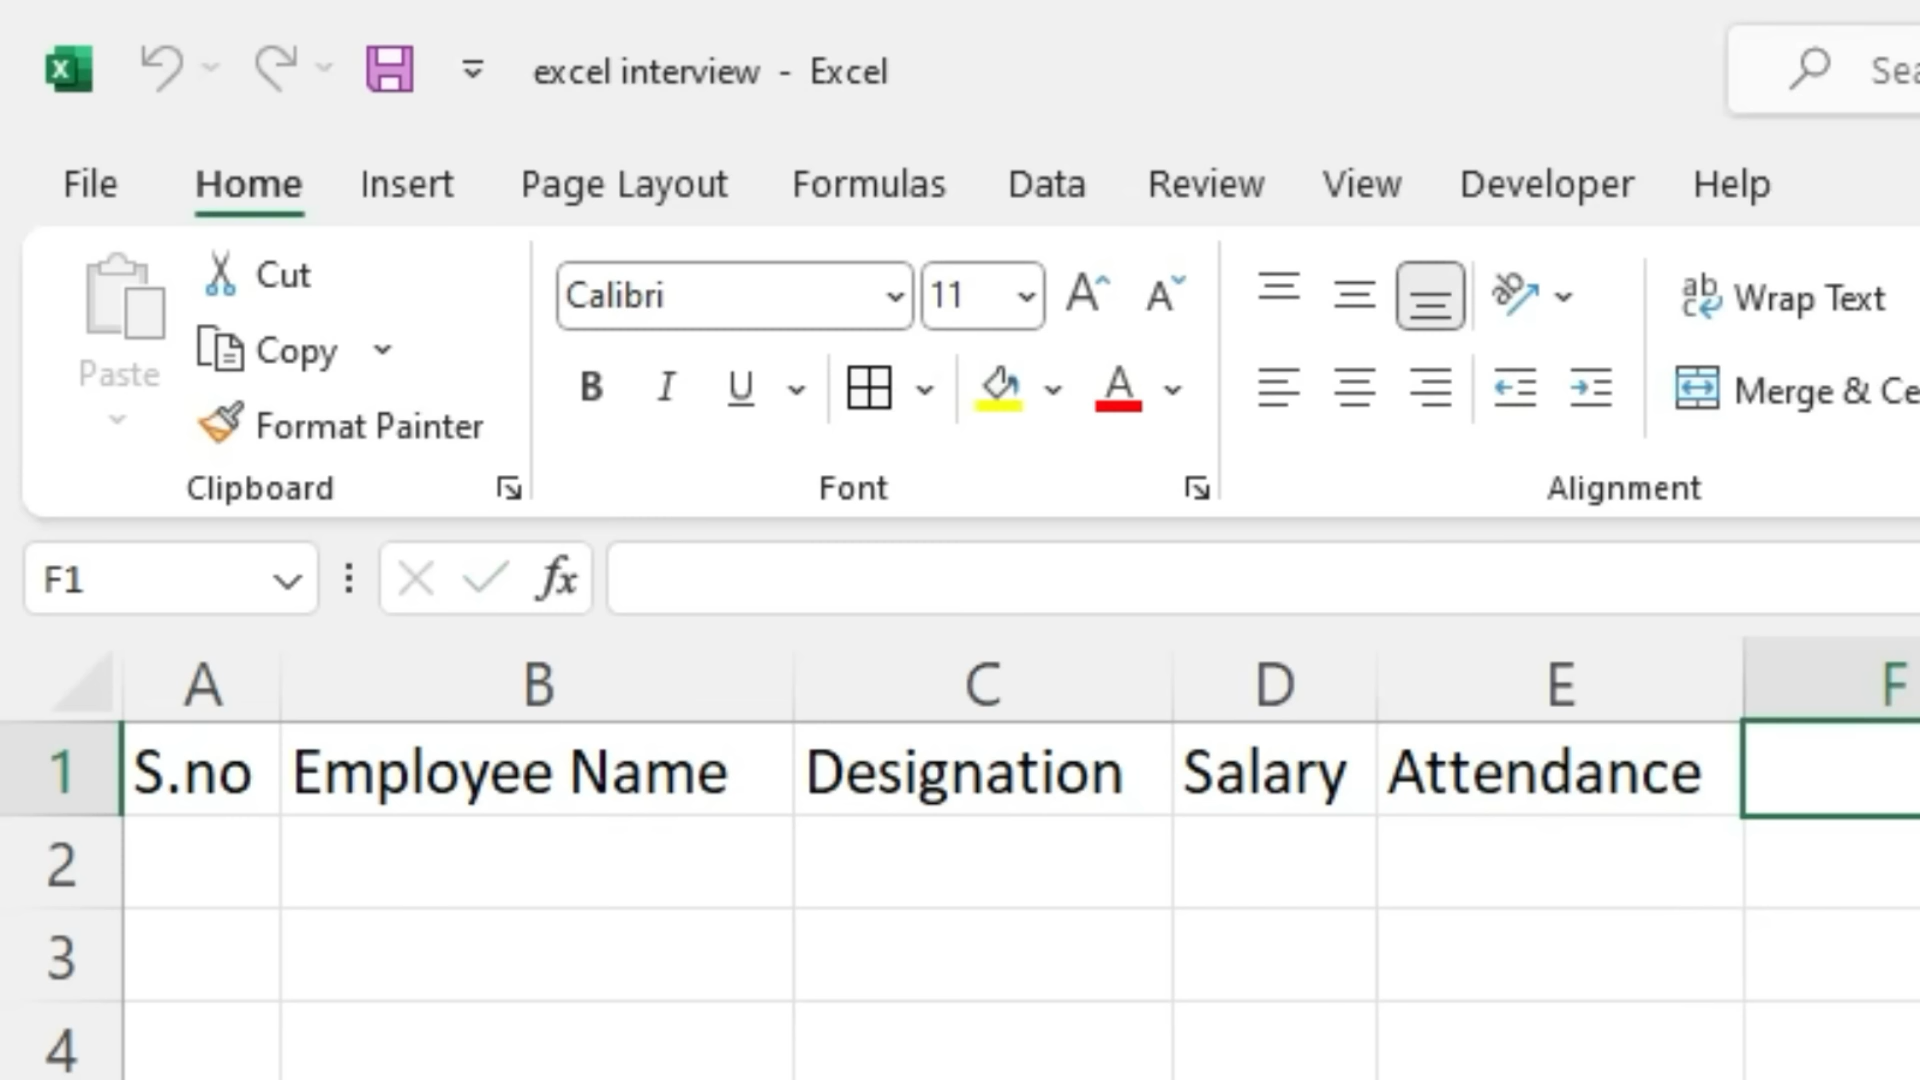 excel interview - Excel
File Home Insert Page Layout Formulas Data Review View Developer Help
Paste
Cut
Copy
Format Painter
Clipboard
Calibri 11
B I U
Font
Wrap Text
Merge &
Alignment
F1
fx
A B C D E F
1 S.no Employee Name Designation Salary Attendance
2
3
4